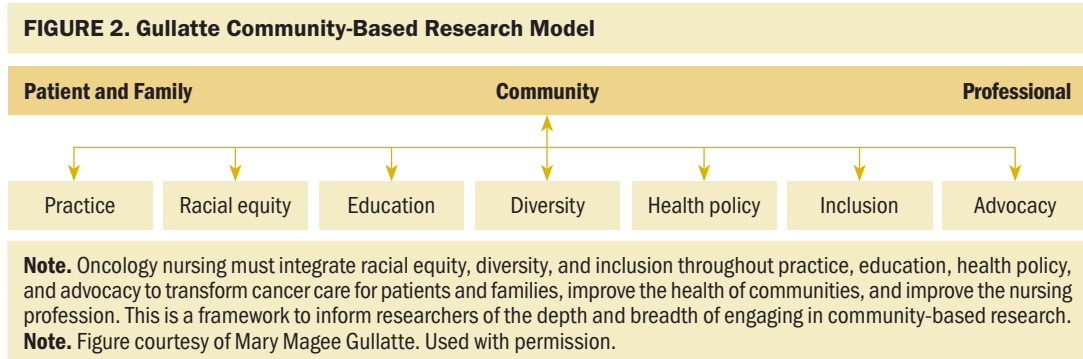 FIGURE 2. Gullatte Community-Based Research Model
Patient and Family Community Professional
Practice Racial equity Education Diversity Health policy Inclusion Advocacy
Note. Oncology nursing must integrate racial equity, diversity, and inclusion throughout practice, education, health policy,
and advocacy to transform cancer care for patients and families, improve the health of communities, and improve the nursing
profession. This is a framework to inform researchers of the depth and breadth of engaging in community-based research.
Note. Figure courtesy of Mary Magee Gullatte. Used with permission.